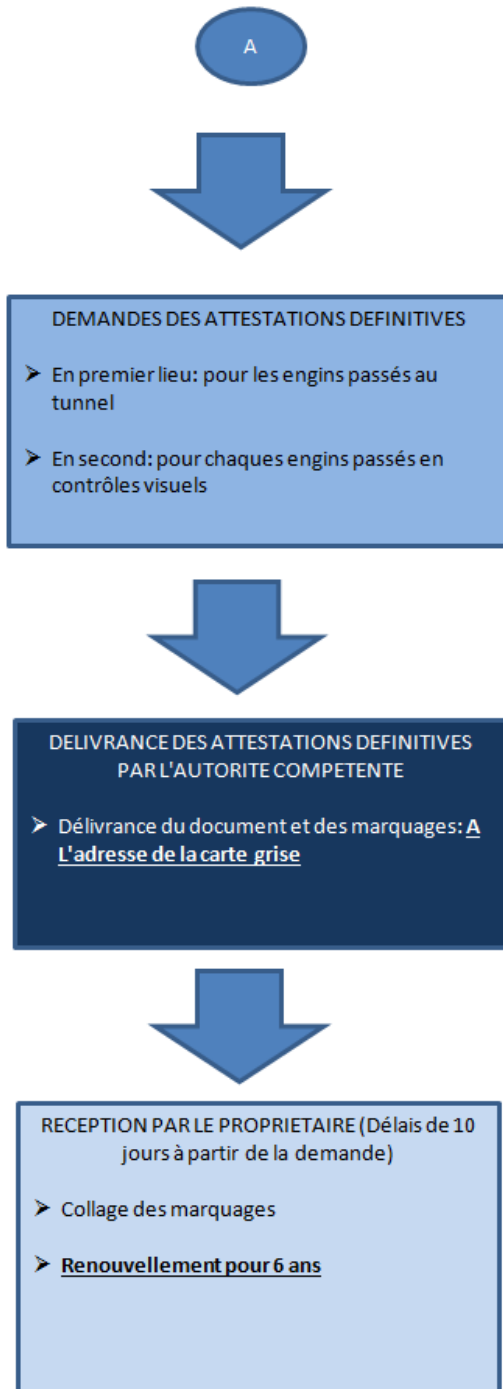 A
DEMANDES DES ATTESTATIONS DEFINITIVES
➤ En premier lieu: pour les engins passés au
tunnel
➤ En second: pour chaques engins passés en
contrôles visuels
DELIVRANCE DES ATTESTATIONS DEFINITIVES
PAR L'AUTORITE COMPETENTE
➤ Délivrance du document et des marquages: A
L'adresse de la carte grise
RECEPTION PAR LE PROPRIETAIRE (Délais de 10
jours à partir de la demande)
➤ Collage des marquages
➤ Renouvellement pour 6 ans